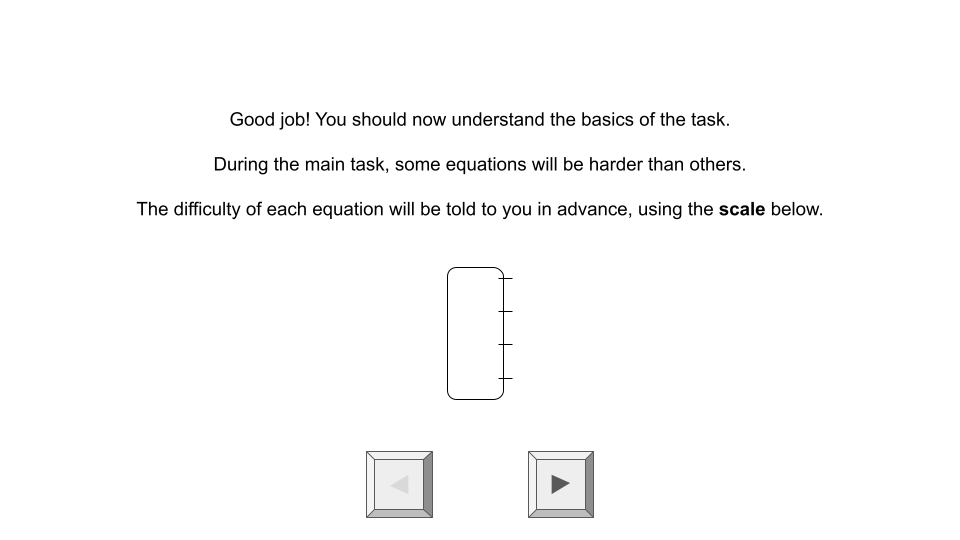 Good job! You should now understand the basics of the task.
During the main task, some equations will be harder than others.
The difficulty of each equation will be told to you in advance, using the scale below.